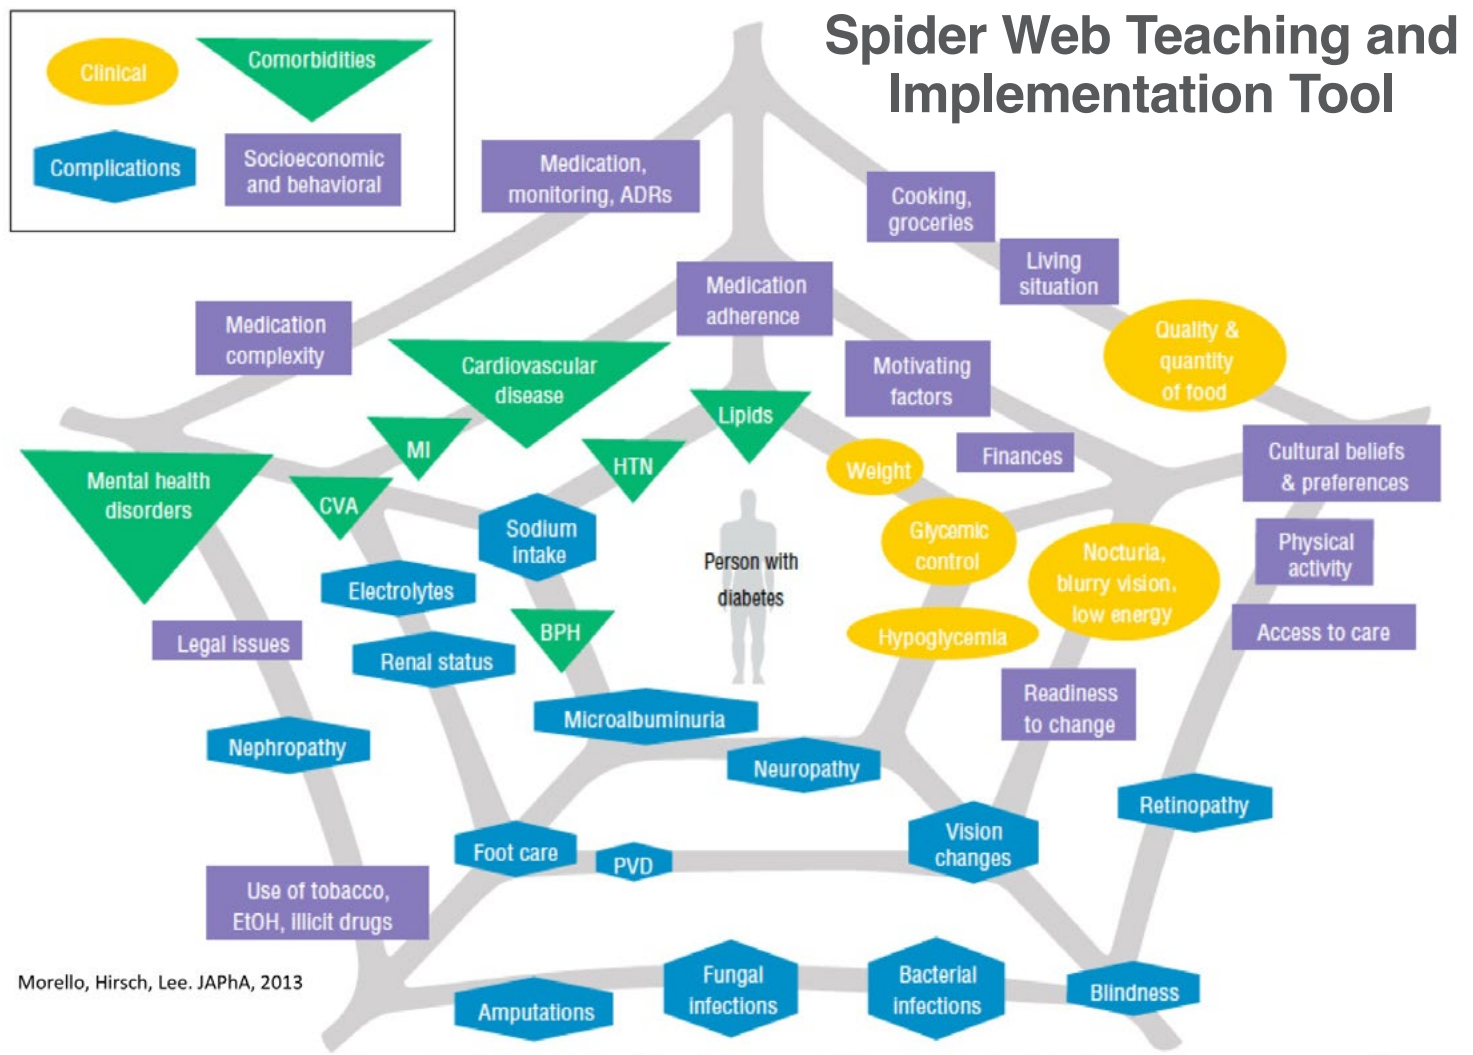 Spider Web Teaching and
Implementation Tool
Clinical
Comorbidities
Complications
Socioeconomic
and behavioral
Medication,
monitoring, ADRs
Cooking,
groceries
Living
situation
Medication
adherence
Medication
complexity
Quality &
quantity
of food
Cardiovascular
disease
Motivating
factors
Lipids
MI
HTN
Weight
Finances
Cultural beliefs
& preferences
Mental health
disorders
CVA
Sodium
intake
Glycemic
control
Nocturia,
blurry vision,
low energy
Physical
activity
Person with
diabetes
Electrolytes
BPH
Hypoglycemia
Access to care
Legal issues
Renal status
Readiness
to change
Microalbuminuria
Nephropathy
Neuropathy
Retinopathy
Foot care
PVD
Vision
changes
Use of tobacco,
EtOH, illicit drugs
Morello, Hirsch, Lee. JAPhA, 2013
Amputations
Fungal
infections
Bacterial
infections
Blindness